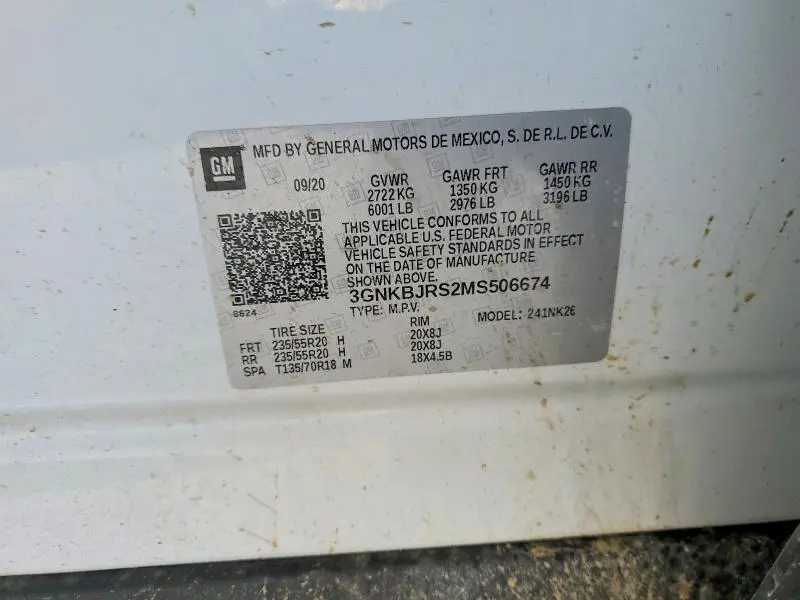 GM
MFD BY GENERAL MOTORS DE MEXICO, S. DE R.L. DE C.V.
09/20 GVWR GAWR FRT GAWR RR
2722 KG 1350 KG 1450 KG
6001 LB 2976 LB 3196 LB
THIS VEHICLE CONFORMS TO ALL
APPLICABLE U.S. FEDERAL MOTOR
VEHICLE SAFETY STANDARDS IN EFFECT
ON THE DATE OF MANUFACTURE
SHOWN ABOVE.
3GNKBJRS2MS506674
8624
TYPE: M.P.V. MODEL: 241NK26
TIRE SIZE RIM
FRT 235/55R20 H 20X8J
RR 235/55R20 H 20X8J
SPA T135/70R18 M 18X4.5B